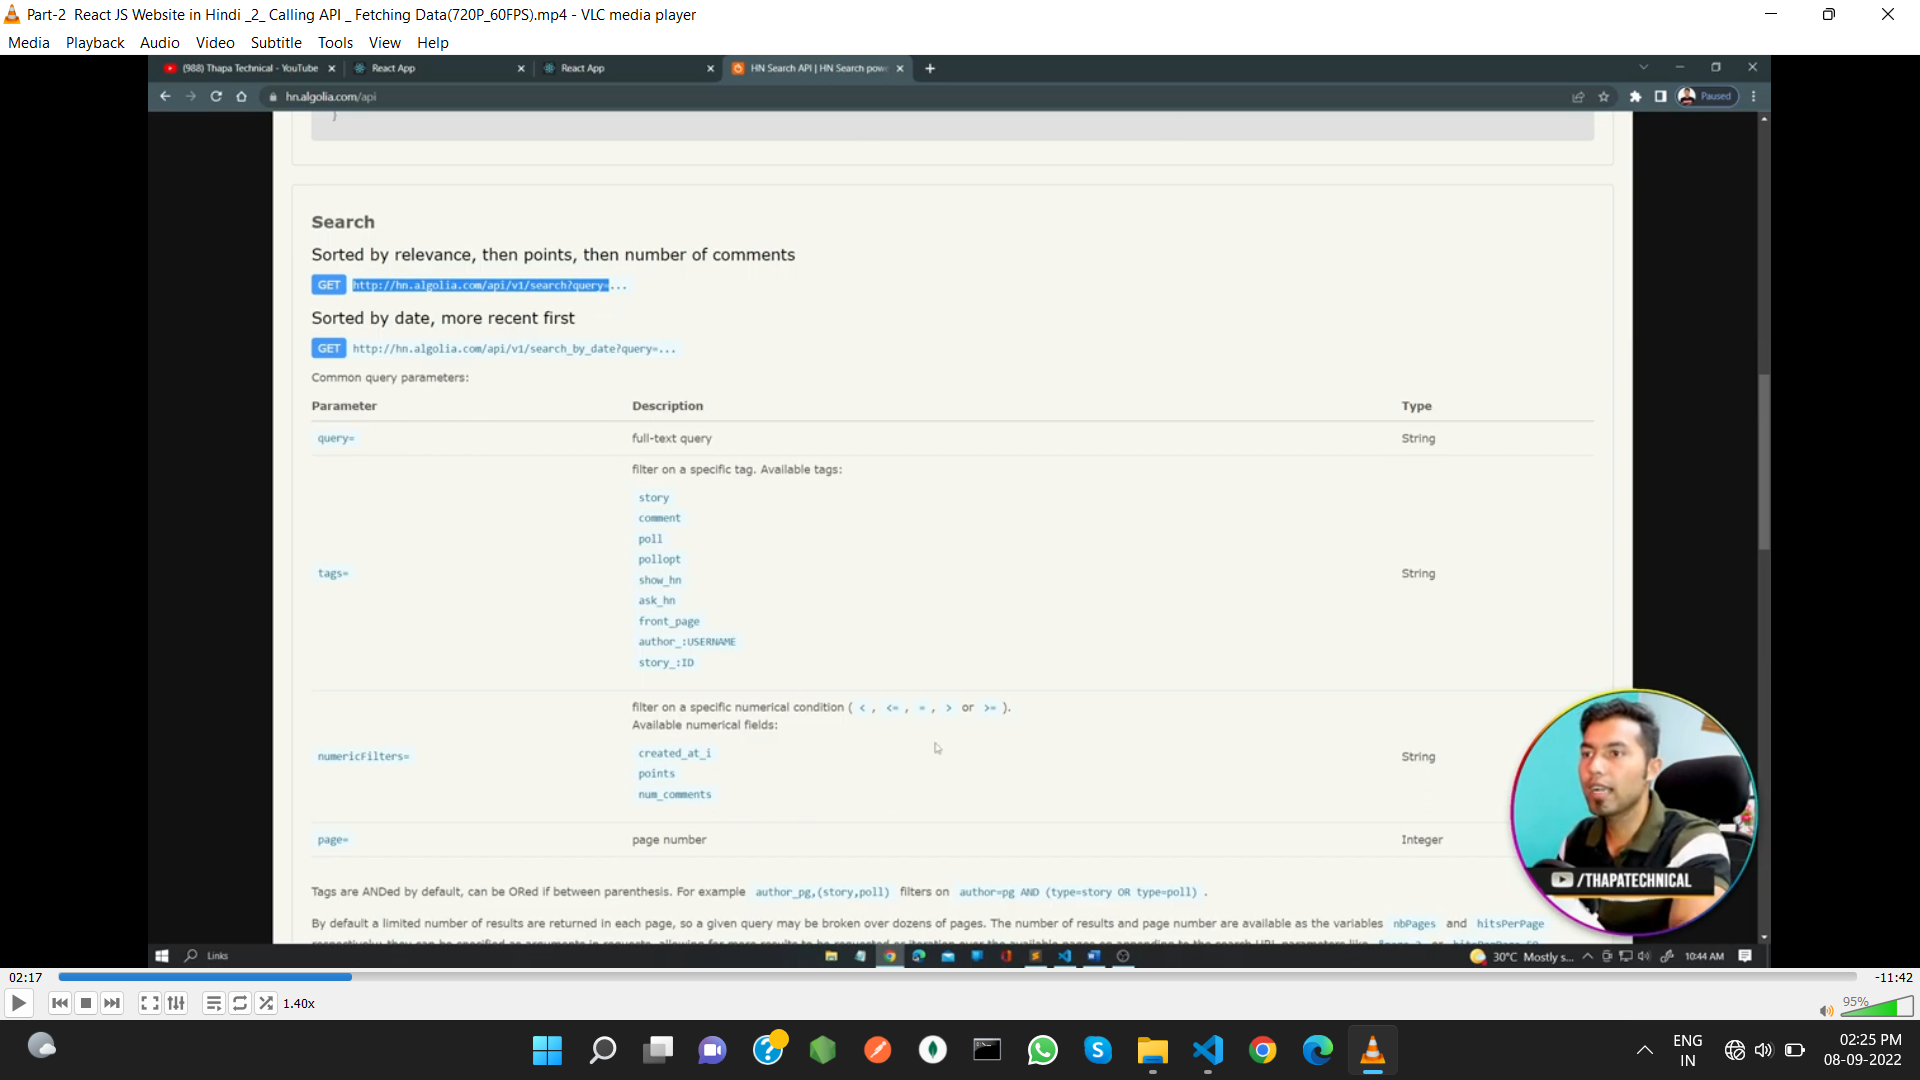 Part-2 React JS Website in Hindi _2_ Calling API _ Fetching Data(720P_60FPS).mp4 - VLC media player
Media Playback Audio Video Subtitle Tools View Help
(988) Thapa Technical - YouTube
React App
React App
HN Search API | HN Search pow
hn.algolia.com/api
Paused
}
Search
Sorted by relevance, then points, then number of comments
GET http://hn.algolia.com/api/v1/search?query=...
Sorted by date, more recent first
GET http://hn.algolia.com/api/v1/search_by_date?query=...
Common query parameters:
Parameter Description Type
query= full-text query String
filter on a specific tag. Available tags:
story
comment
poll
pollopt
tags= String
show_hn
ask_hn
front_page
author_:USERNAME
story_:ID
filter on a specific numerical condition ( < , <= , = , > or >= ).
Available numerical fields:
numericFilters= String
created_at_i
points
num_comments
page= page number Integer
/THAPATECHNICAL
Tags are ANDed by default, can be ORed if between parenthesis. For example author_pg,(story,poll) filters on author=pg AND (type=story OR type=poll) .
By default a limited number of results are returned in each page, so a given query may be broken over dozens of pages. The number of results and page number are available as the variables nbPages and hitsPerPage
Links
30°C Mostly s...
10:44 AM
02:17
-11:42
1.40x
95%
ENG
IN
02:25 PM
08-09-2022